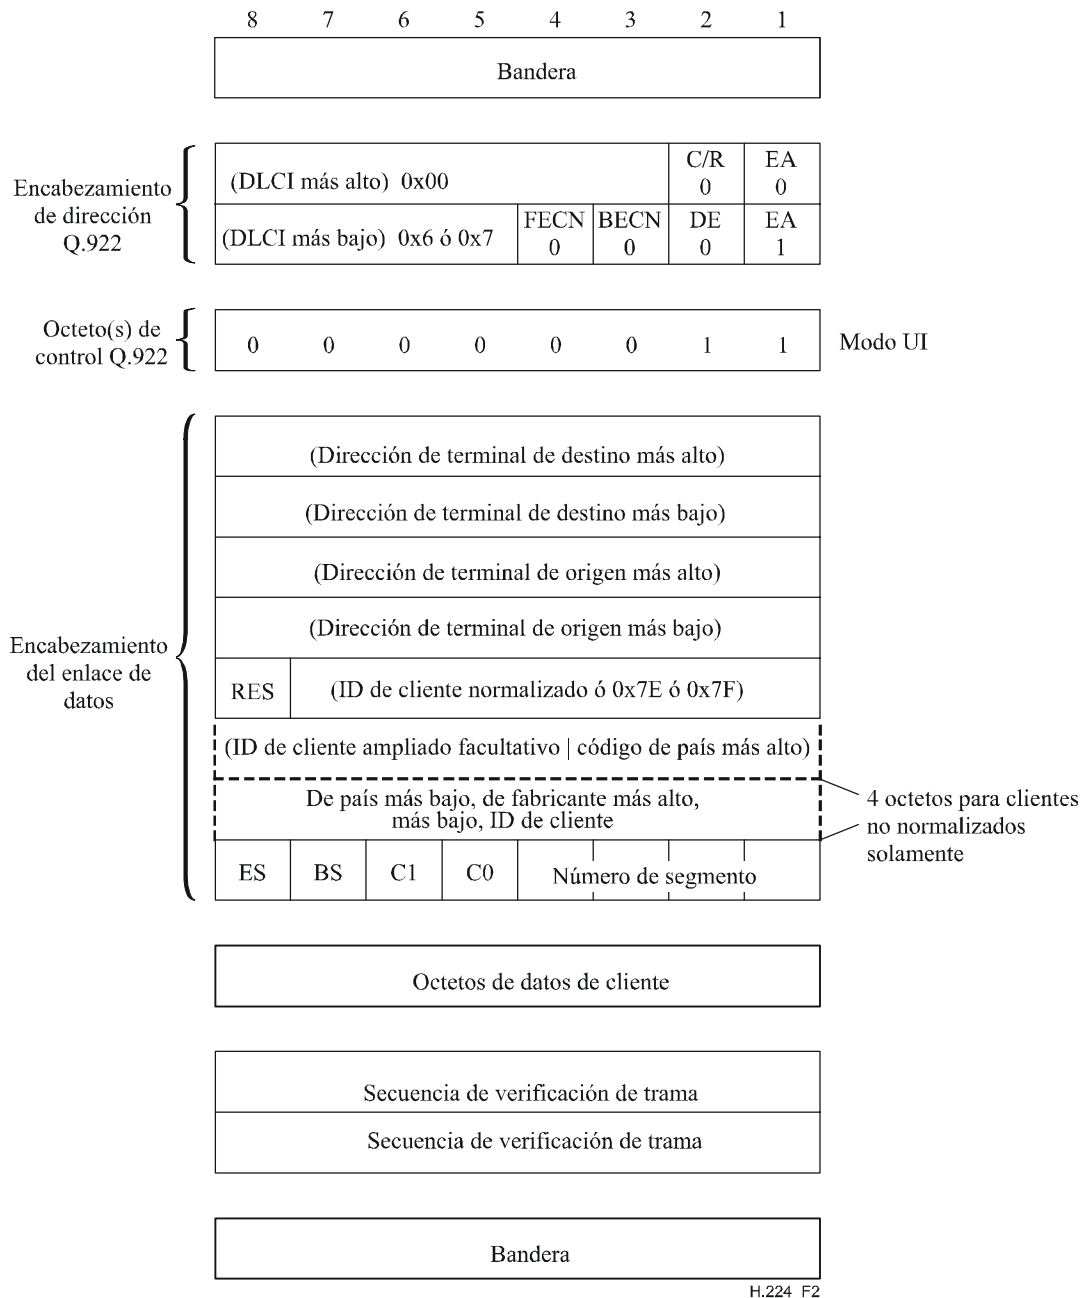 8 7 6 5 4 3 2 1
Bandera
Encabezamiento
de dirección
Q.922
(DLCI más alto) 0x00
C/R
0
EA
0
(DLCI más bajo) 0x6 ó 0x7
FECN
0
BECN
0
DE
0
EA
1
Octeto(s) de
control Q.922
0 0 0 0 0 0 1 1
Modo UI
Encabezamiento
del enlace de
datos
(Dirección de terminal de destino más alto)
(Dirección de terminal de destino más bajo)
(Dirección de terminal de origen más alto)
(Dirección de terminal de origen más bajo)
RES
(ID de cliente normalizado ó 0x7E ó 0x7F)
(ID de cliente ampliado facultativo | código de país más alto)
De país más bajo, de fabricante más alto,
más bajo, ID de cliente
4 octetos para clientes
no normalizados
solamente
ES BS C1 C0 Número de segmento
Octetos de datos de cliente
Secuencia de verificación de trama
Secuencia de verificación de trama
Bandera
H.224_F2